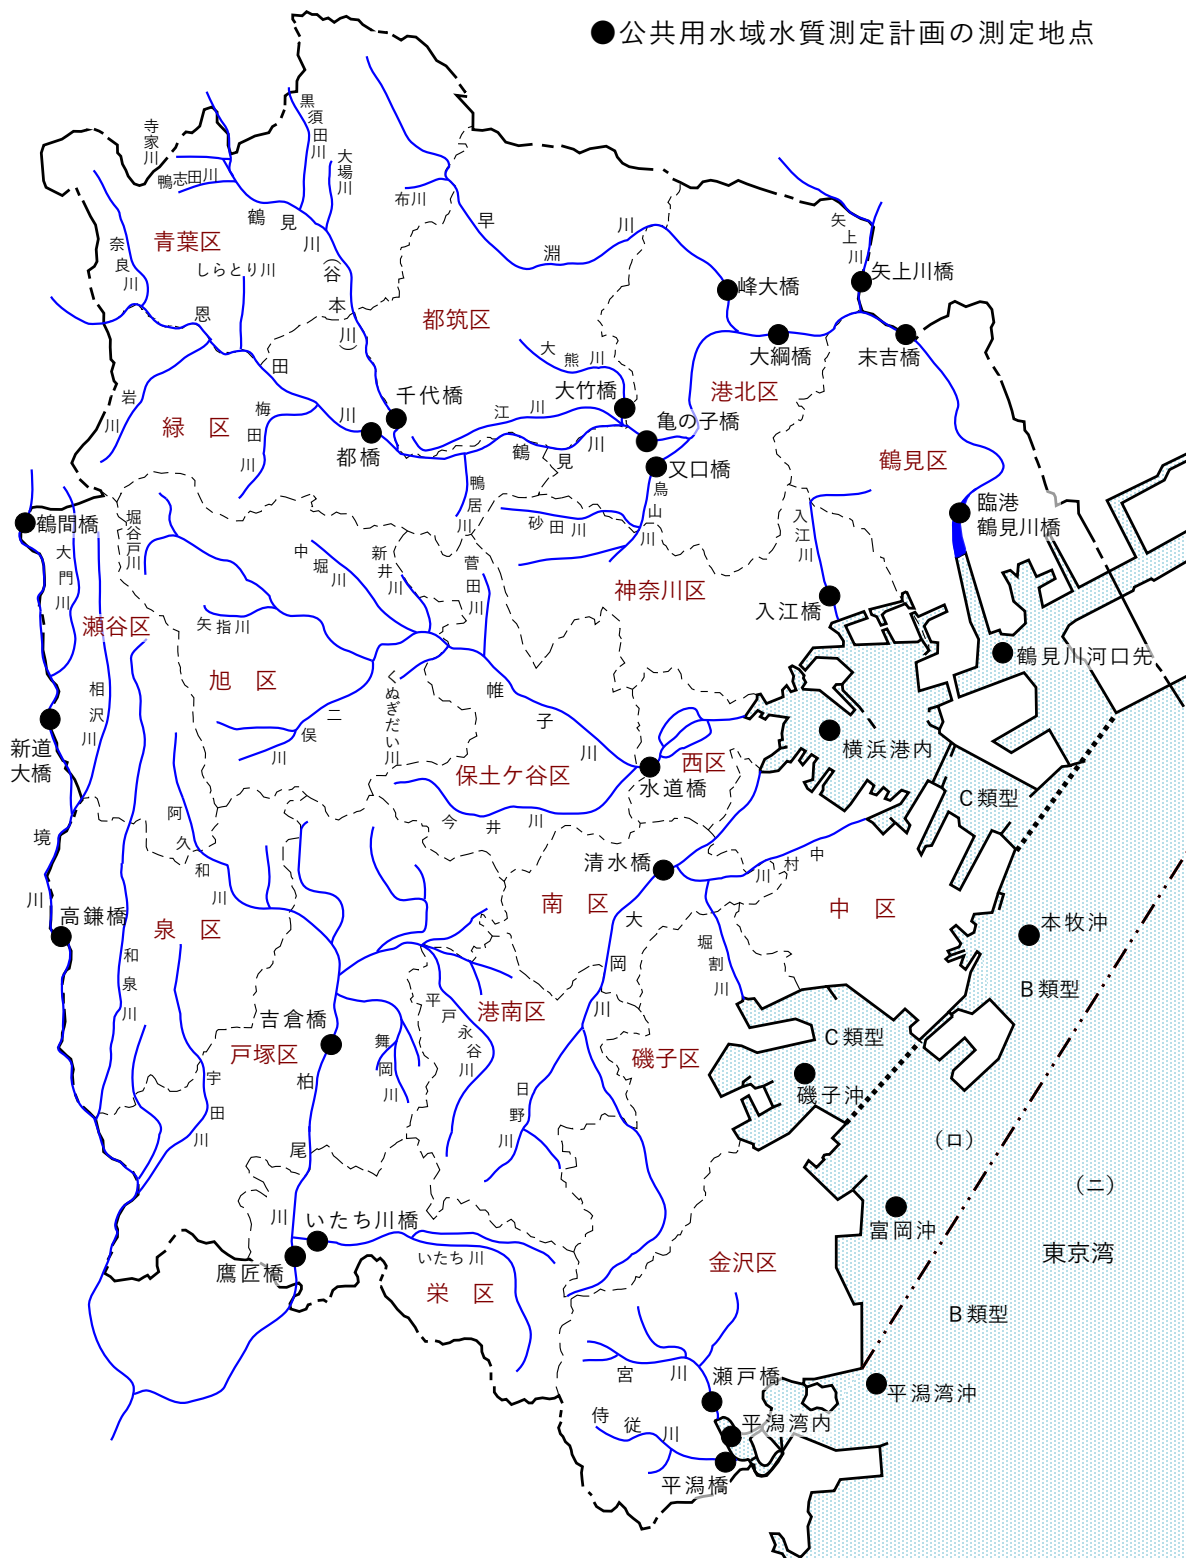 ●公共用水域水質測定計画の測定地点
寺家川
鴨志田川
黒須田川
大場川
布川
鶴見川(谷本川)
早淵川
矢上川
矢上川橋
青葉区
奈良川
しらとり川
恩田川
都筑区
峰大橋
大綱橋
末吉橋
大熊川
大竹橋
港北区
岩川
緑 区
梅田川
千代橋
都橋
江川
亀の子橋
鶴見川
又口橋
鶴見区
鴨居川
鳥山川
砂田川
入江川
臨港
鶴見川橋
鶴間橋
大門川
堀谷戸川
中堀川
新井川
菅田川
神奈川区
入江橋
瀬谷区
矢指川
旭 区
くぬぎだい川
帷子川
鶴見川河口先
相沢川
二俣川
新道
大橋
保土ケ谷区
水道橋
西区
横浜港内
C類型
境川
阿久和川
今井川
清水橋
中村川
高鎌橋
泉 区
南 区
大岡川
中 区
本牧沖
堀割川
B類型
和泉川
吉倉橋
戸塚区
平戸永谷川
港南区
磯子区
C類型
舞岡川
磯子沖
宇田川
柏尾川
日野川
(ロ)
(ニ)
いたち川橋
富岡沖
鷹匠橋
いたち川
栄 区
金沢区
東京湾
B類型
宮川
瀬戸橋
平潟湾沖
侍従川
平潟湾内
平潟橋